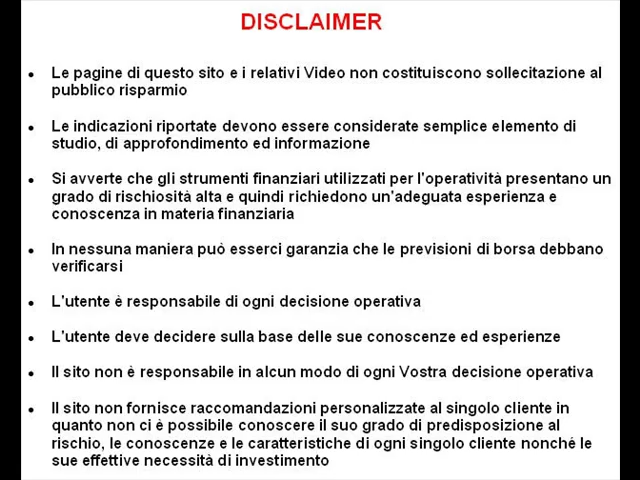 DISCLAIMER
• Le pagine di questo sito e i relativi Video non costituiscono sollecitazione al
pubblico risparmio
• Le indicazioni riportate devono essere considerate semplice elemento di
studio, di approfondimento ed informazione
• Si avverte che gli strumenti finanziari utilizzati per l'operatività presentano un
grado di rischiosità alta e quindi richiedono un'adeguata esperienza e
conoscenza in materia finanziaria
• In nessuna maniera può esserci garanzia che le previsioni di borsa debbano
verificarsi
• L'utente è responsabile di ogni decisione operativa
• L'utente deve decidere sulla base delle sue conoscenze ed esperienze
• Il sito non è responsabile in alcun modo di ogni Vostra decisione operativa
• Il sito non fornisce raccomandazioni personalizzate al singolo cliente in
quanto non ci è possibile conoscere il suo grado di predisposizione al
rischio, le conoscenze e le caratteristiche di ogni singolo cliente nonchè le
sue effettive necessità di investimento